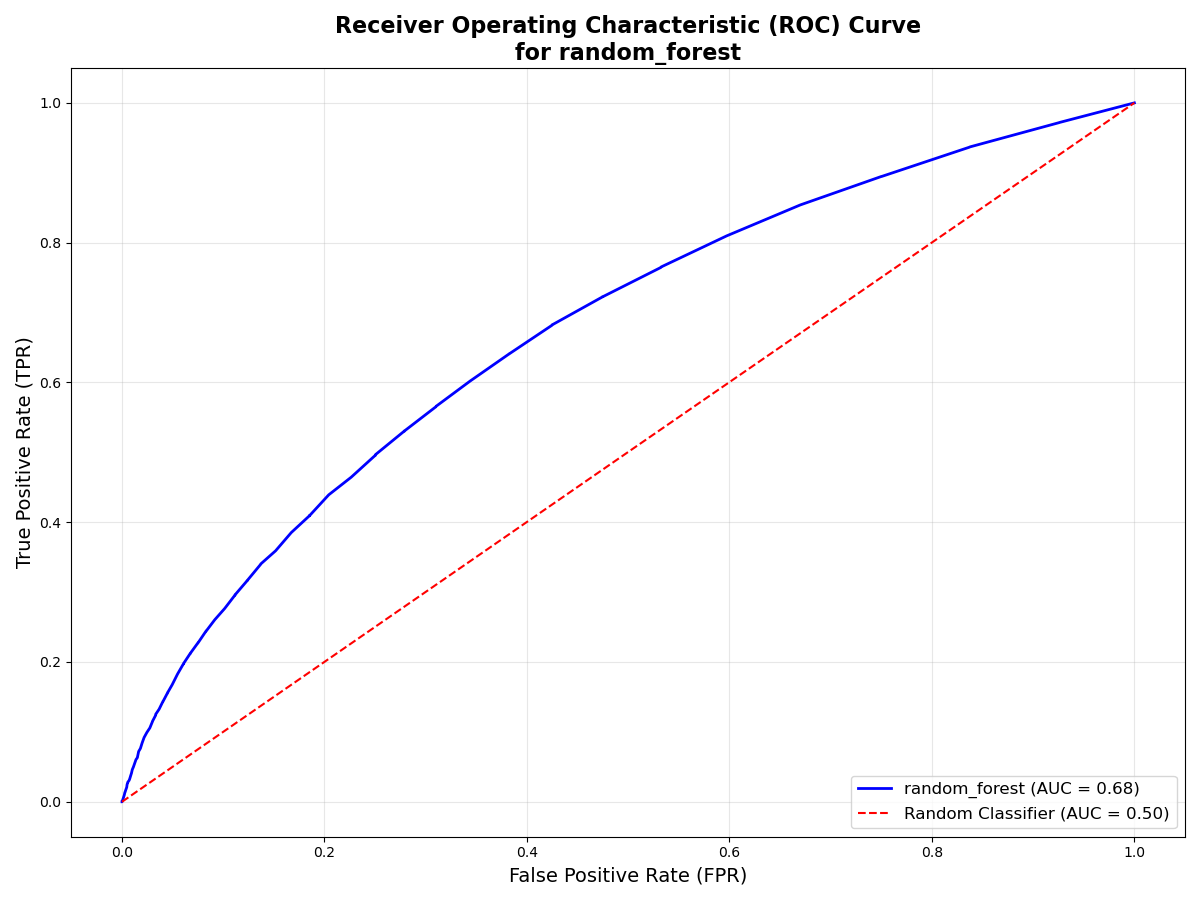 Receiver Operating Characteristic (ROC) Curve
for random_forest
True Positive Rate (TPR)
1.0
0.8
0.6
0.4
0.2
0.0
0.0 0.2 0.4 0.6 0.8 1.0
False Positive Rate (FPR)
random_forest (AUC = 0.68)
Random Classifier (AUC = 0.50)